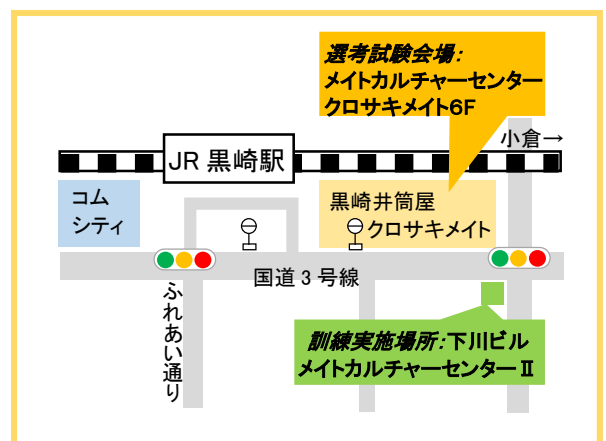 選考試験会場：
メイトカルチャーセンター
クロサキメイト6F
小倉→
JR 黒崎駅
コム
シティ
黒崎井筒屋
クロサキメイト
国道 3 号線
ふれあい通り
訓練実施場所：下川ビル
メイトカルチャーセンターⅡ